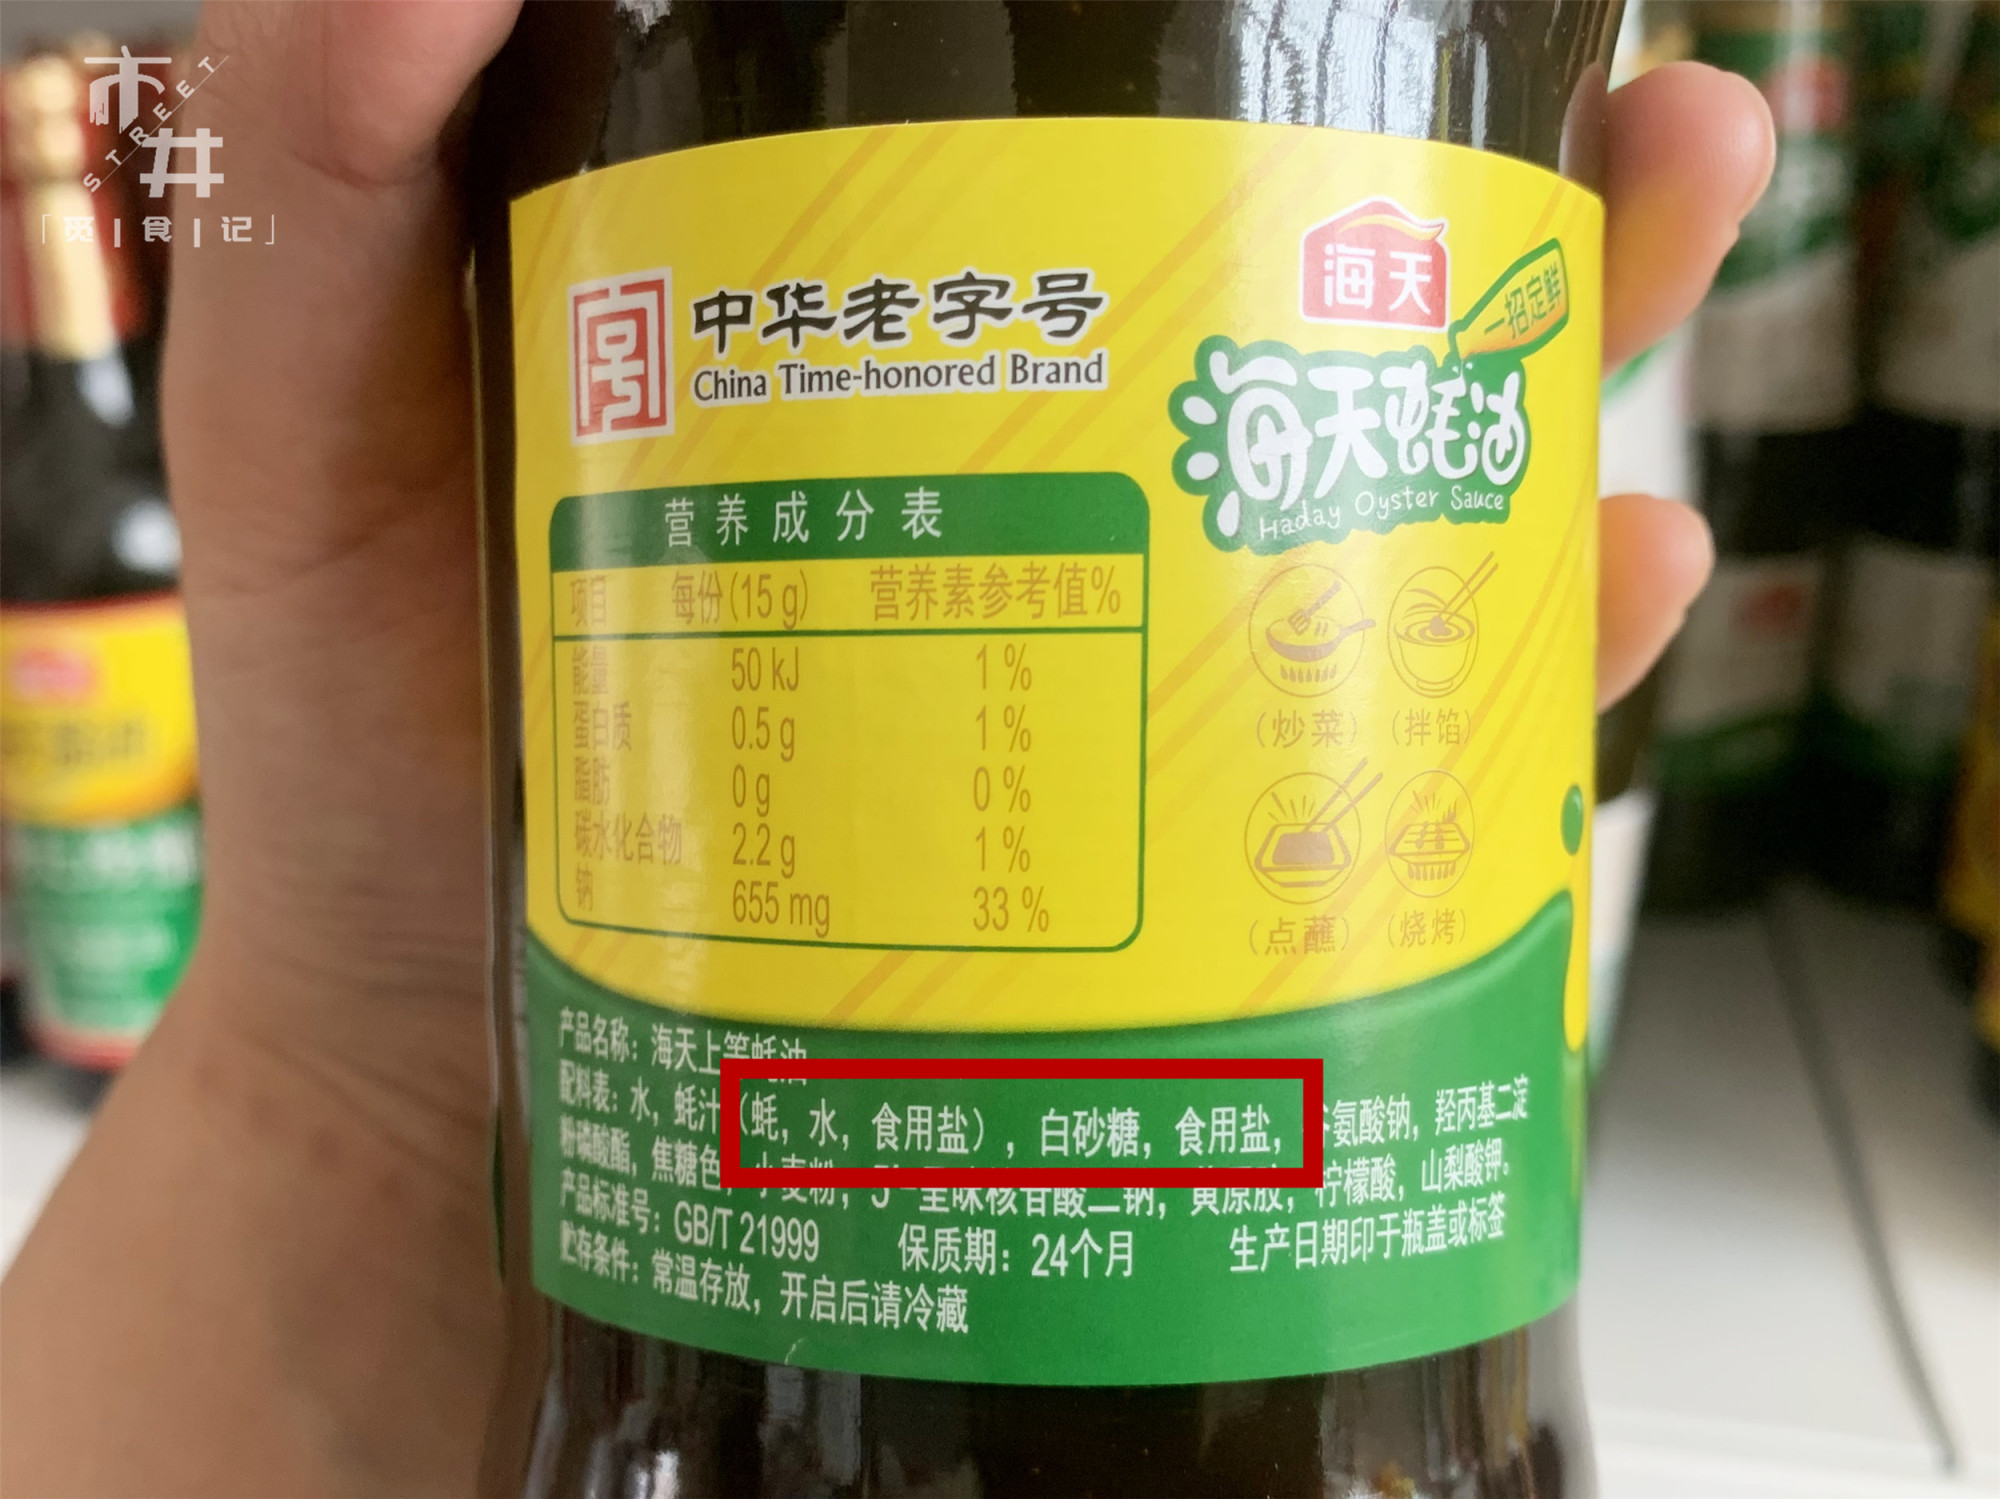 市井
STREET
「觅|食|记」
中华老字号
China Time-honored Brand
海天
一招定鲜
海天蚝油
Haday Oyster Sauce
营养成分表
项目 每份(15 g) 营养素参考值%
能量 50 kJ 1 %
蛋白质 0.5 g 1 %
脂肪 0 g 0 %
碳水化合物 2.2 g 1 %
钠 655 mg 33 %
(炒菜) (拌馅)
(点蘸) (烧烤)
产品名称：海天上等蚝油
配料表：水，蚝汁（蚝，水，食用盐），白砂糖，食用盐，谷氨酸钠，羟丙基二淀
粉磷酸酯，焦糖色，小麦粉，5'-呈味核苷酸二钠，黄原胶，柠檬酸，山梨酸钾。
产品标准号：GB/T 21999 保质期：24个月 生产日期印于瓶盖或标签
贮存条件：常温存放，开启后请冷藏